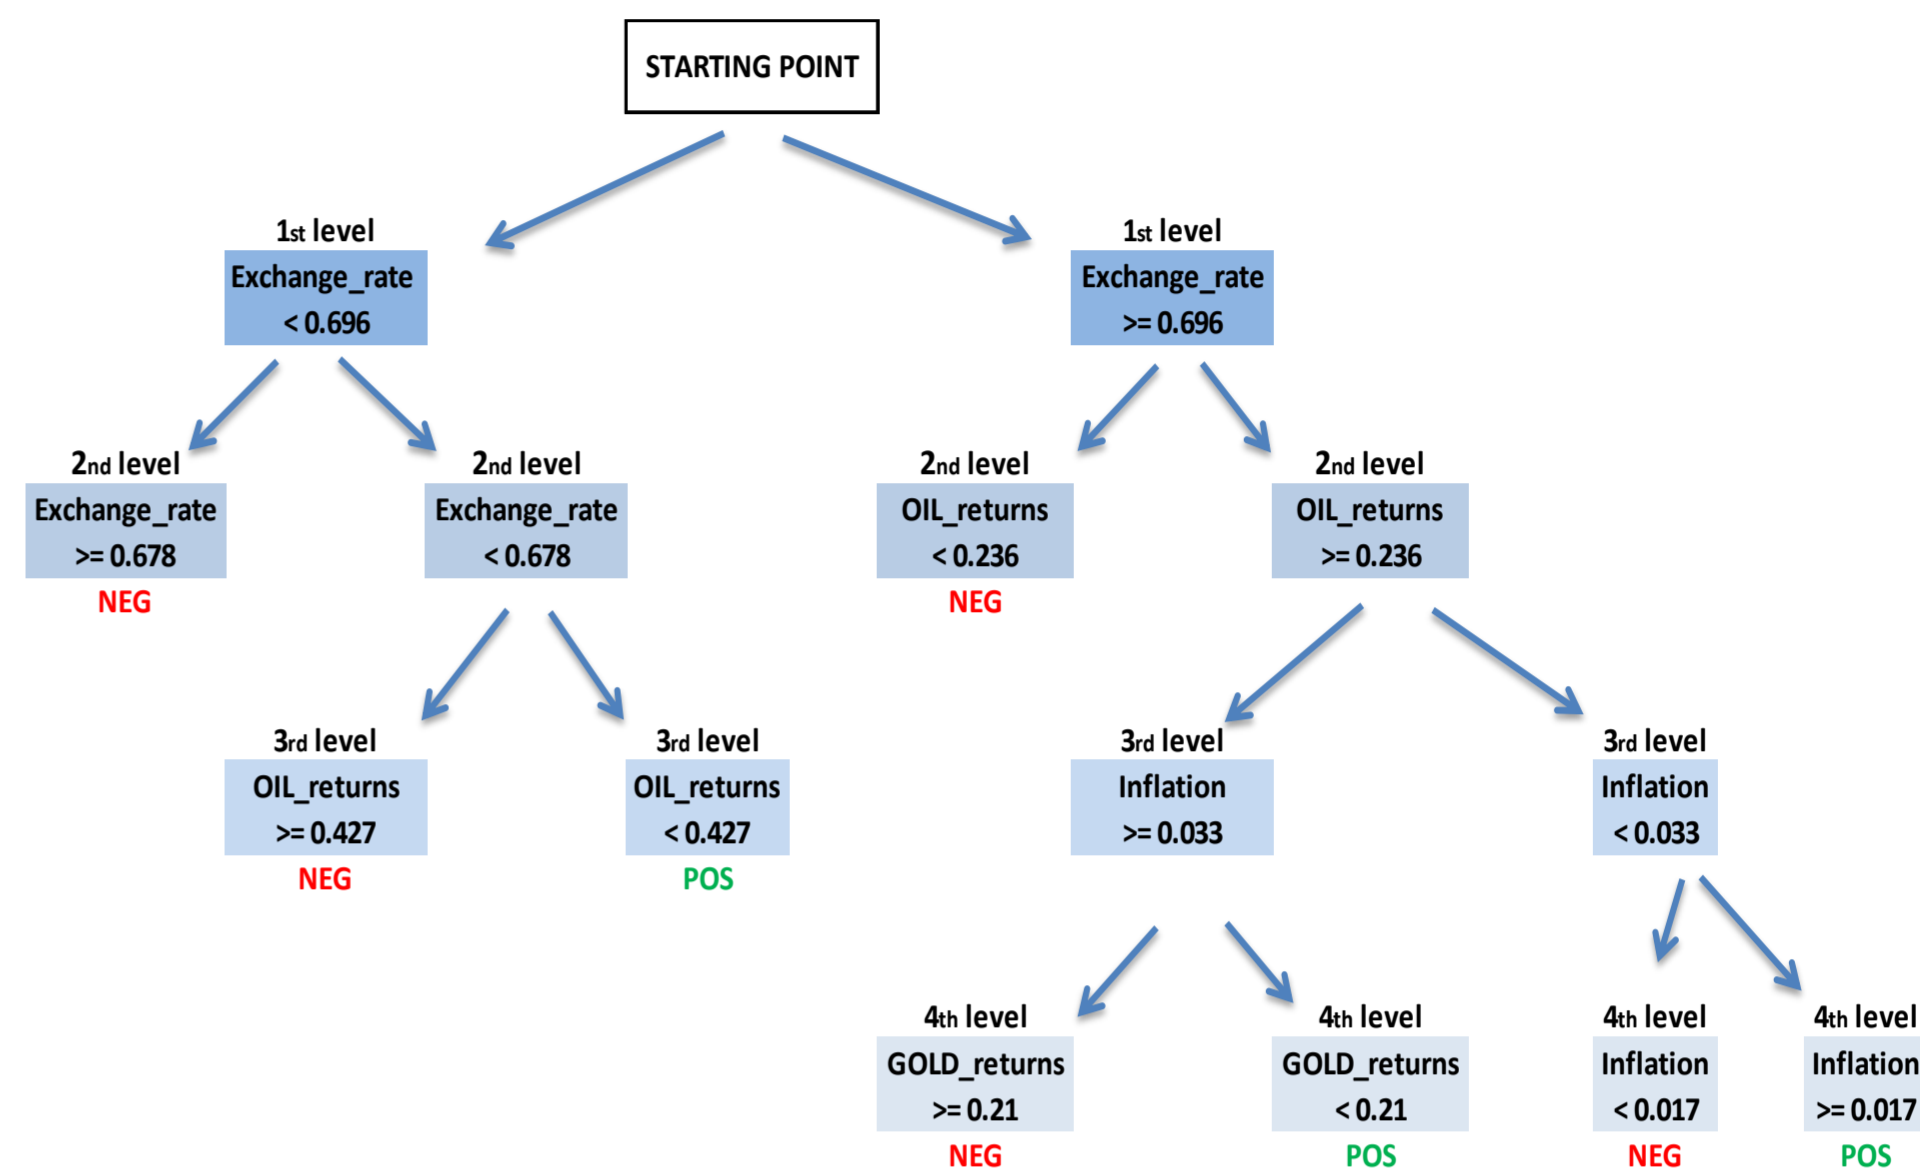 STARTING POINT
1st level
Exchange_rate
< 0.696
1st level
Exchange_rate
>= 0.696
2nd level
Exchange_rate
>= 0.678
NEG
2nd level
Exchange_rate
< 0.678
2nd level
OIL_returns
< 0.236
NEG
2nd level
OIL_returns
>= 0.236
3rd level
OIL_returns
>= 0.427
NEG
3rd level
OIL_returns
< 0.427
POS
3rd level
Inflation
>= 0.033
3rd level
Inflation
< 0.033
4th level
GOLD_returns
>= 0.21
NEG
4th level
GOLD_returns
< 0.21
POS
4th level
Inflation
< 0.017
NEG
4th level
Inflation
>= 0.017
POS